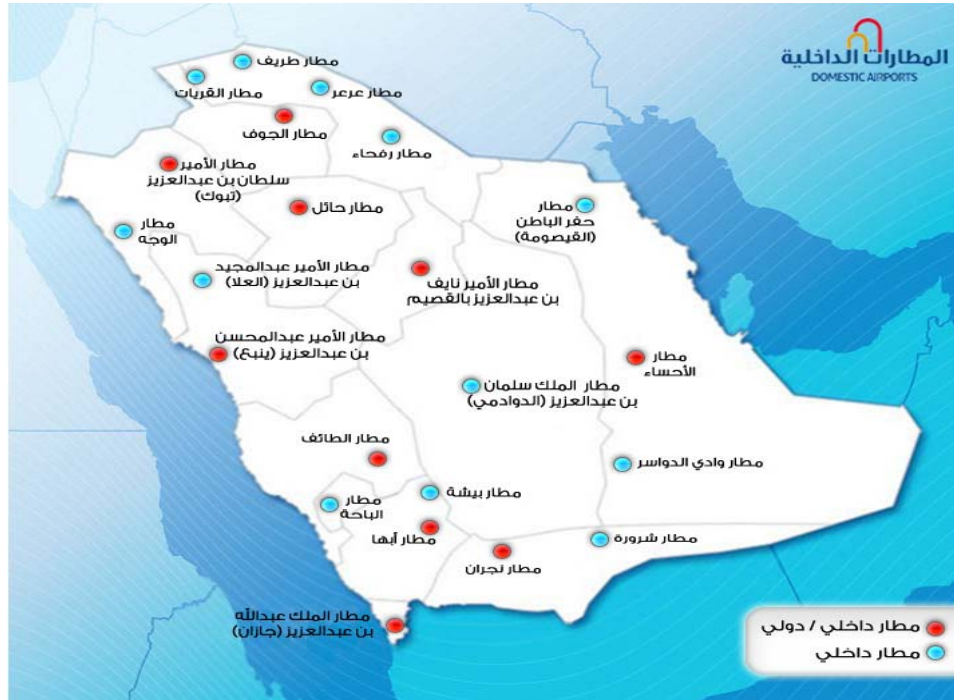 المطارات الداخلية
DOMESTIC AIRPORTS
مطار طريف
مطار القريات
مطار عرعر
مطار الجوف
مطار رفحاء
مطار الأمير
سلطان بن عبدالعزيز
(تبوك)
مطار حائل
مطار
حفر الباطن
(القيصومة)
مطار
الوجه
مطار الأمير عبدالمجيد
بن عبدالعزيز (العلا)
مطار الأمير نايف
بن عبدالعزيز بالقصيم
مطار الأمير عبدالمحسن
بن عبدالعزيز (ينبع)
مطار
الأحساء
مطار الملك سلمان
بن عبدالعزيز (الدوادمي)
مطار الطائف
مطار وادي الدواسر
مطار بيشة
مطار
الباحة
مطار أبها
مطار شرورة
مطار نجران
مطار الملك عبدالله
بن عبدالعزيز (جازان)
مطار داخلي / دولي
مطار داخلي